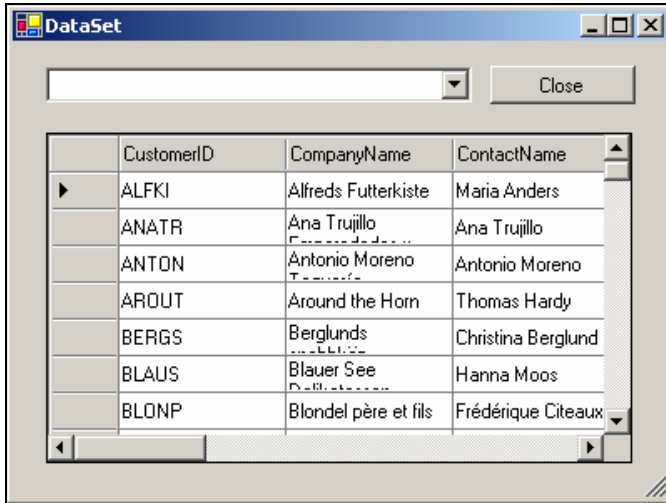 DataSet
Close
CustomerID CompanyName ContactName
ALFKI Alfreds Futterkiste Maria Anders
ANATR Ana Trujillo Ana Trujillo
ANTON Antonio Moreno Antonio Moreno
AROUT Around the Horn Thomas Hardy
BERGS Berglunds Christina Berglund
BLAUS Blauer See Hanna Moos
BLONP Blondel père et fils Frédérique Citeaux